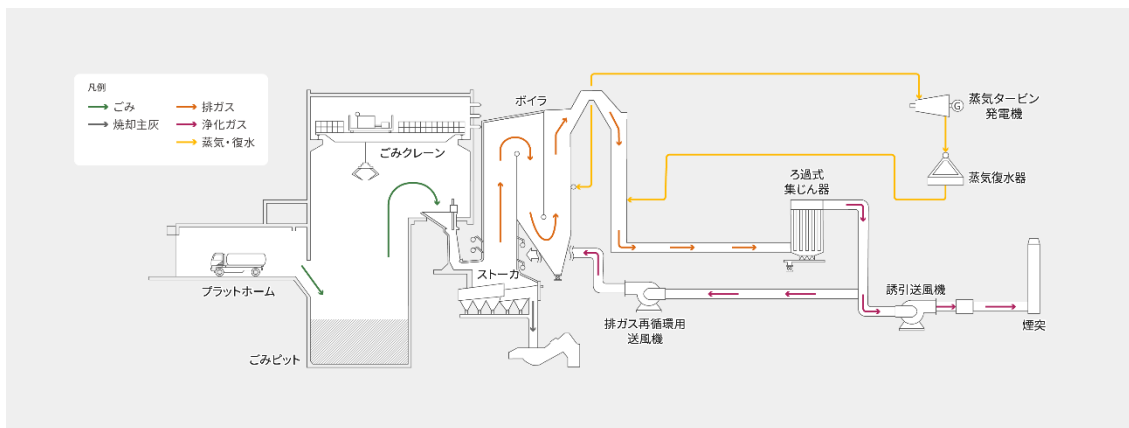 凡例
ごみ
排ガス
焼却主灰
浄化ガス
蒸気・復水
ボイラ
ごみクレーン
蒸気タービン
発電機
G
蒸気復水器
ろ過式
集じん器
プラットホーム
ストーカ
排ガス再循環用
送風機
誘引送風機
煙突
ごみピット